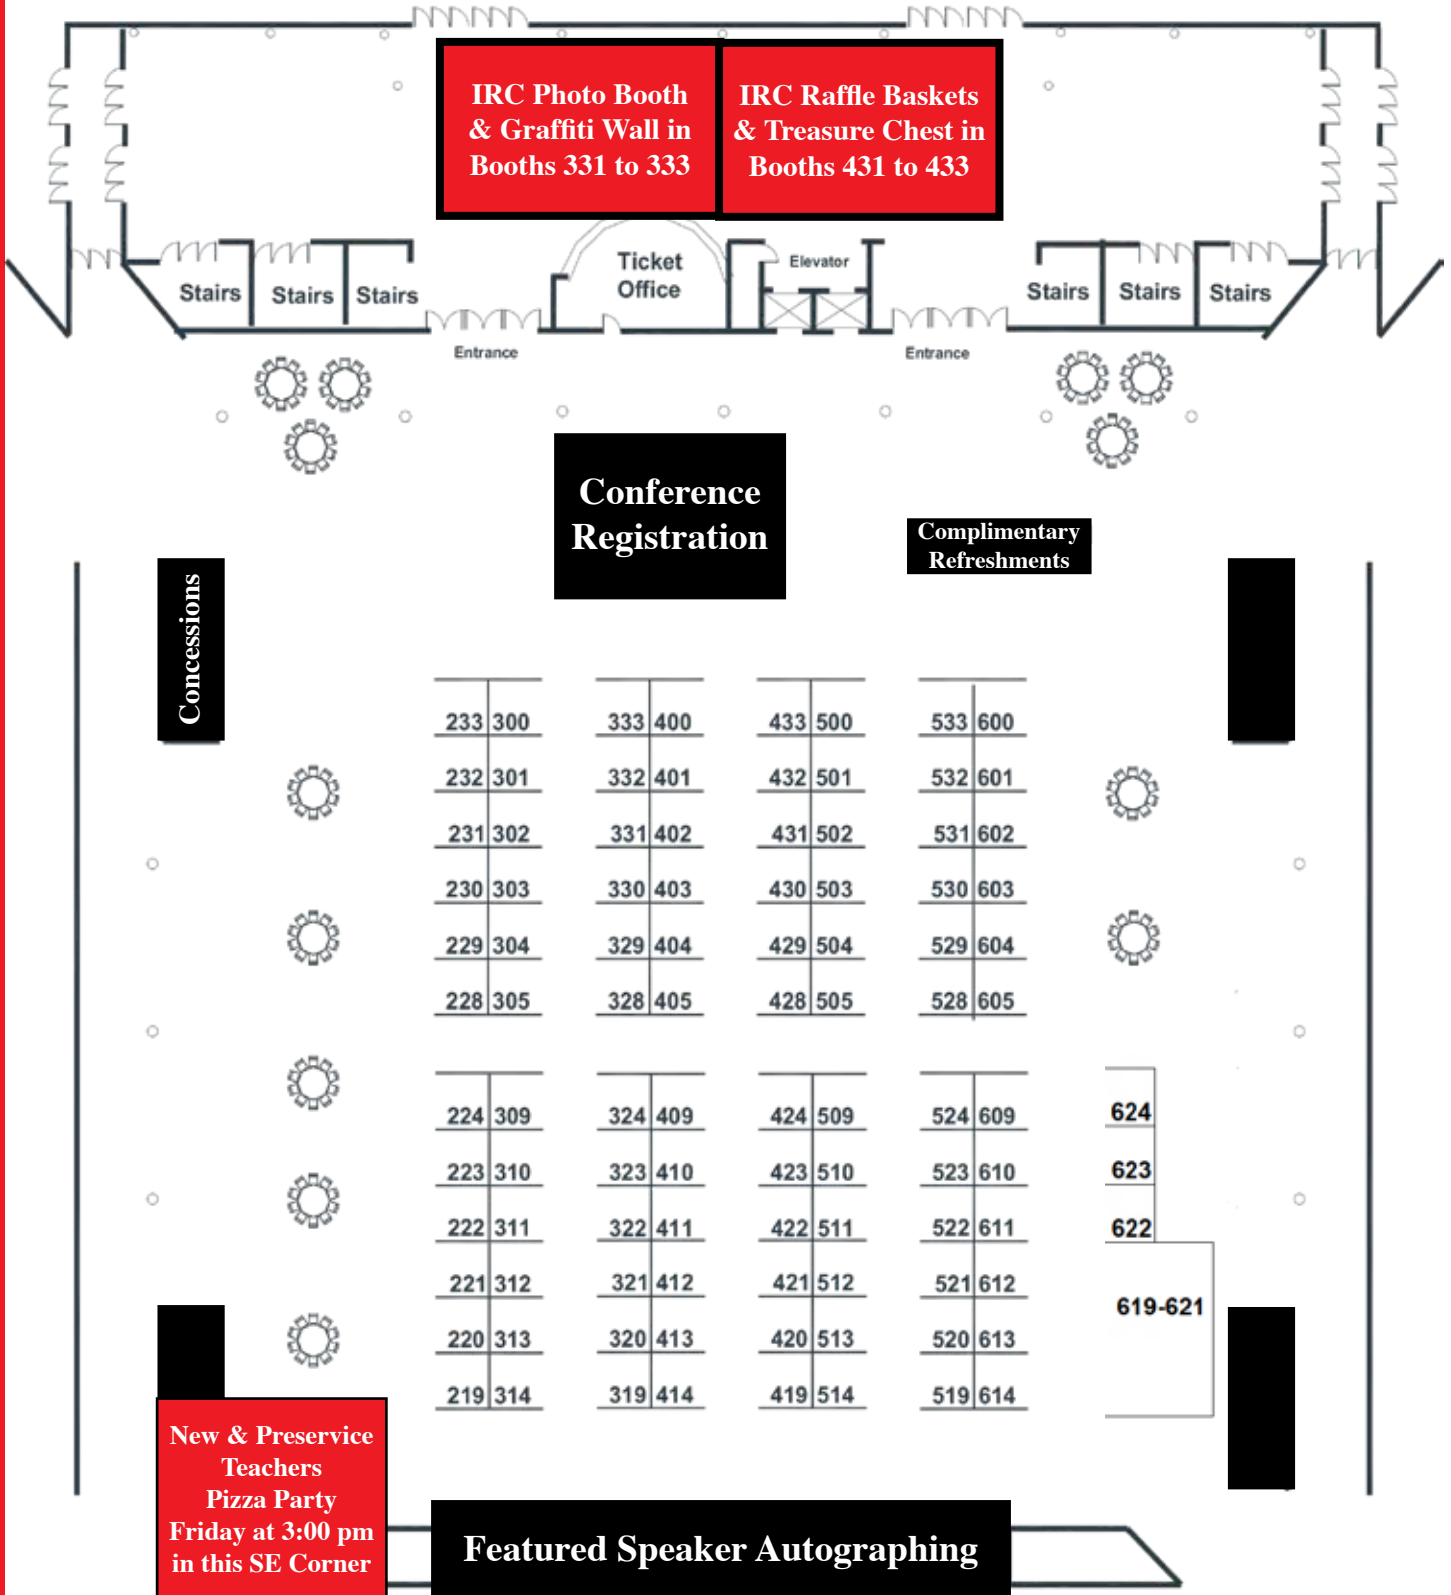 IRC Photo Booth
& Graffiti Wall in
Booths 331 to 333
IRC Raffle Baskets
& Treasure Chest in
Booths 431 to 433
Stairs
Stairs
Stairs
Ticket
Office
Elevator
Stairs
Stairs
Stairs
Entrance
Entrance
Conference
Registration
Complimentary
Refreshments
Concessions
233 300 333 400 433 500 533 600
232 301 332 401 432 501 532 601
231 302 331 402 431 502 531 602
230 303 330 403 430 503 530 603
229 304 329 404 429 504 529 604
228 305 328 405 428 505 528 605
224 309 324 409 424 509 524 609 624
223 310 323 410 423 510 523 610 623
222 311 322 411 422 511 522 611 622
221 312 321 412 421 512 521 612
619-621
220 313 320 413 420 513 520 613
219 314 319 414 419 514 519 614
New & Preservice
Teachers
Pizza Party
Friday at 3:00 pm
in this SE Corner
Featured Speaker Autographing